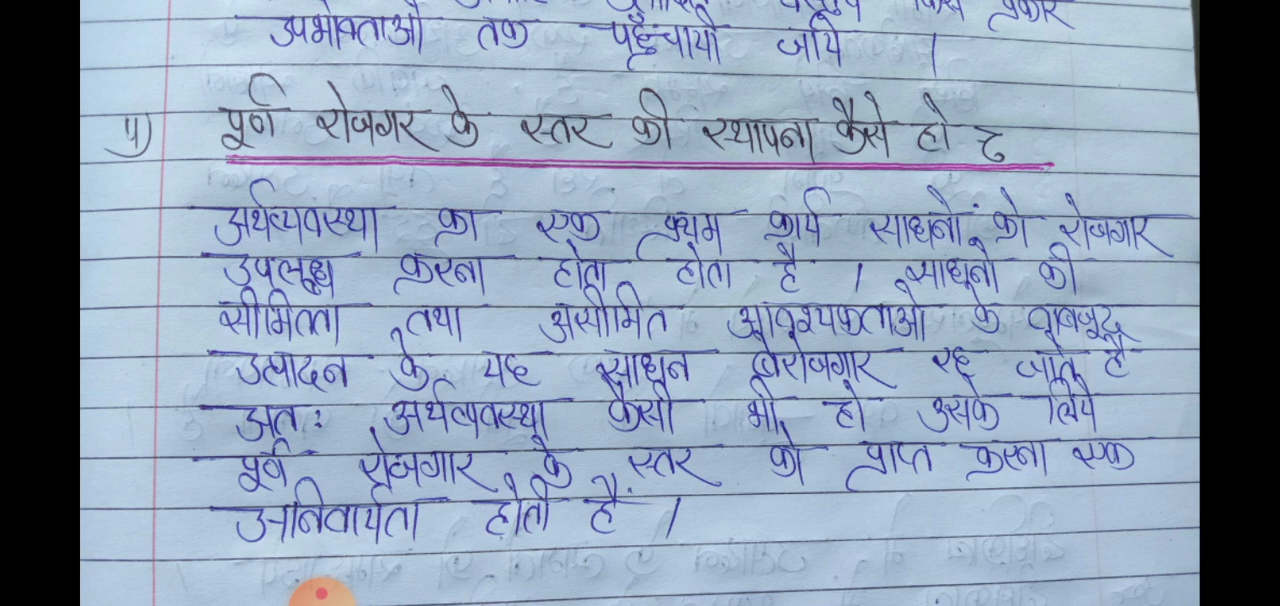 वस्तुएँ किस प्रकार
उपभोक्ताओं तक पहुँचायी जाये ।
4) पूर्ण रोजगार के स्तर की स्थापना कैसे हो ?
अर्थव्यवस्था का एक कार्य साधनों को रोजगार
उपलब्ध करना होता होता है । साधनो की
सीमितता तथा असीमित आवश्यकताओ के बावजूद
उत्पादन के यह साधन बेरोजगार रह जाते है
अत: अर्थव्यवस्था कैसी भी हो उसके लिये
पूर्ण रोजगार के स्तर को प्राप्त करना एक
अनिवार्यता होती है ।